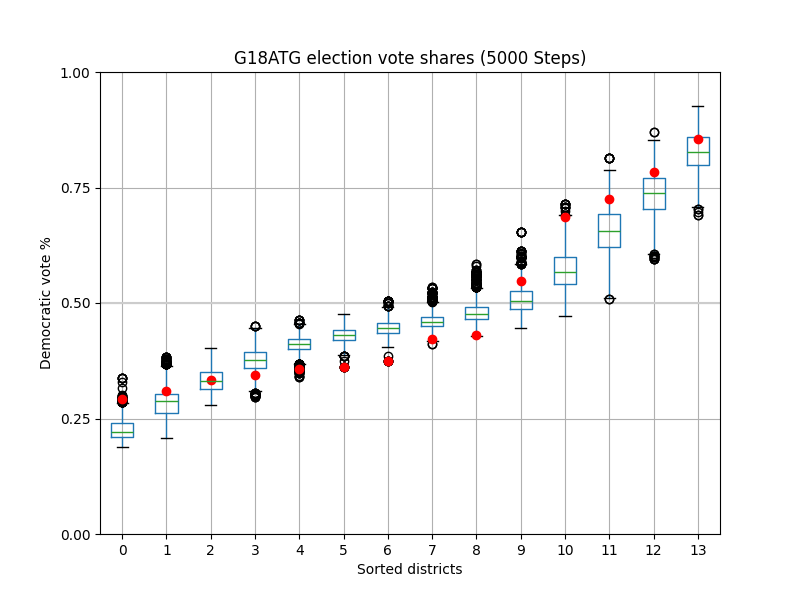 G18ATG election vote shares (5000 Steps)
1.00
0.75
0.50
0.25
0.00
Democratic vote %
0 1 2 3 4 5 6 7 8 9 10 11 12 13
Sorted districts